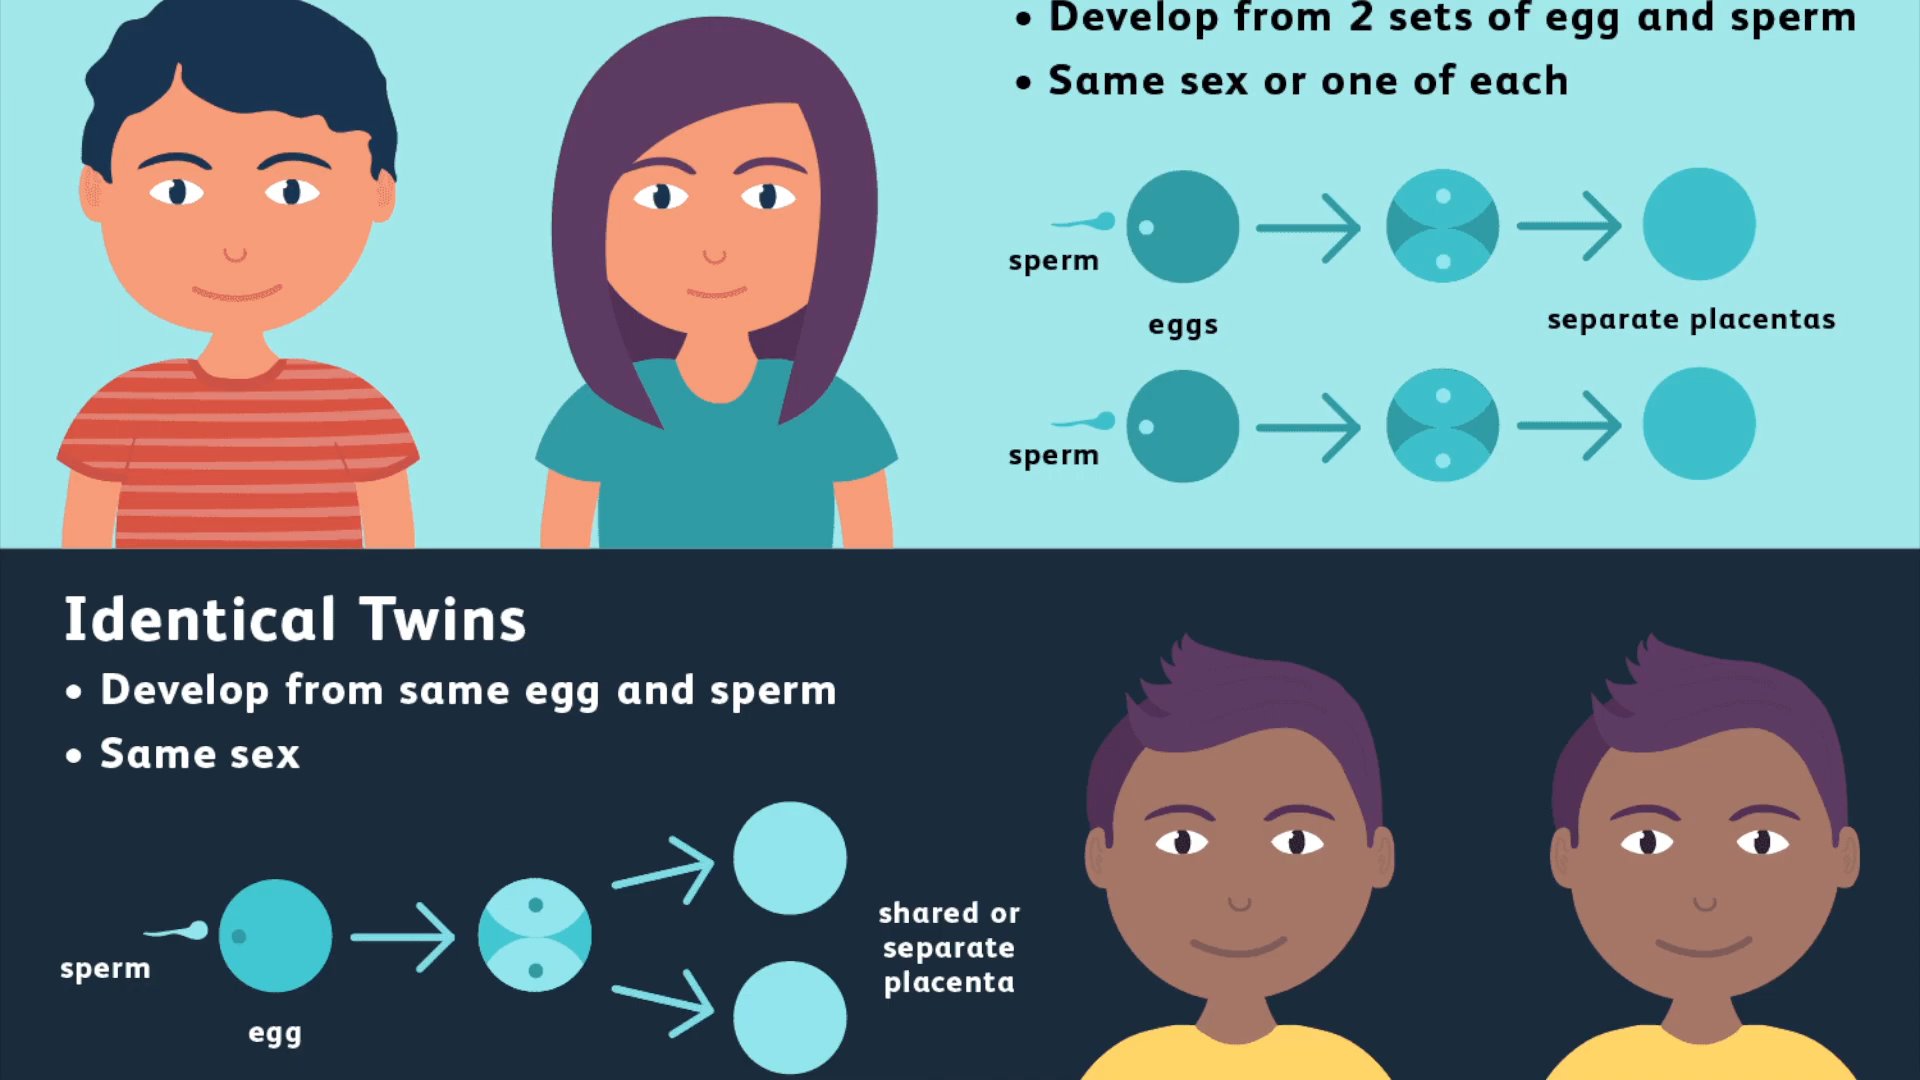 • Develop from 2 sets of egg and sperm
• Same sex or one of each
sperm
eggs
separate placentas
sperm
Identical Twins
• Develop from same egg and sperm
• Same sex
shared or
separate
placenta
sperm
egg